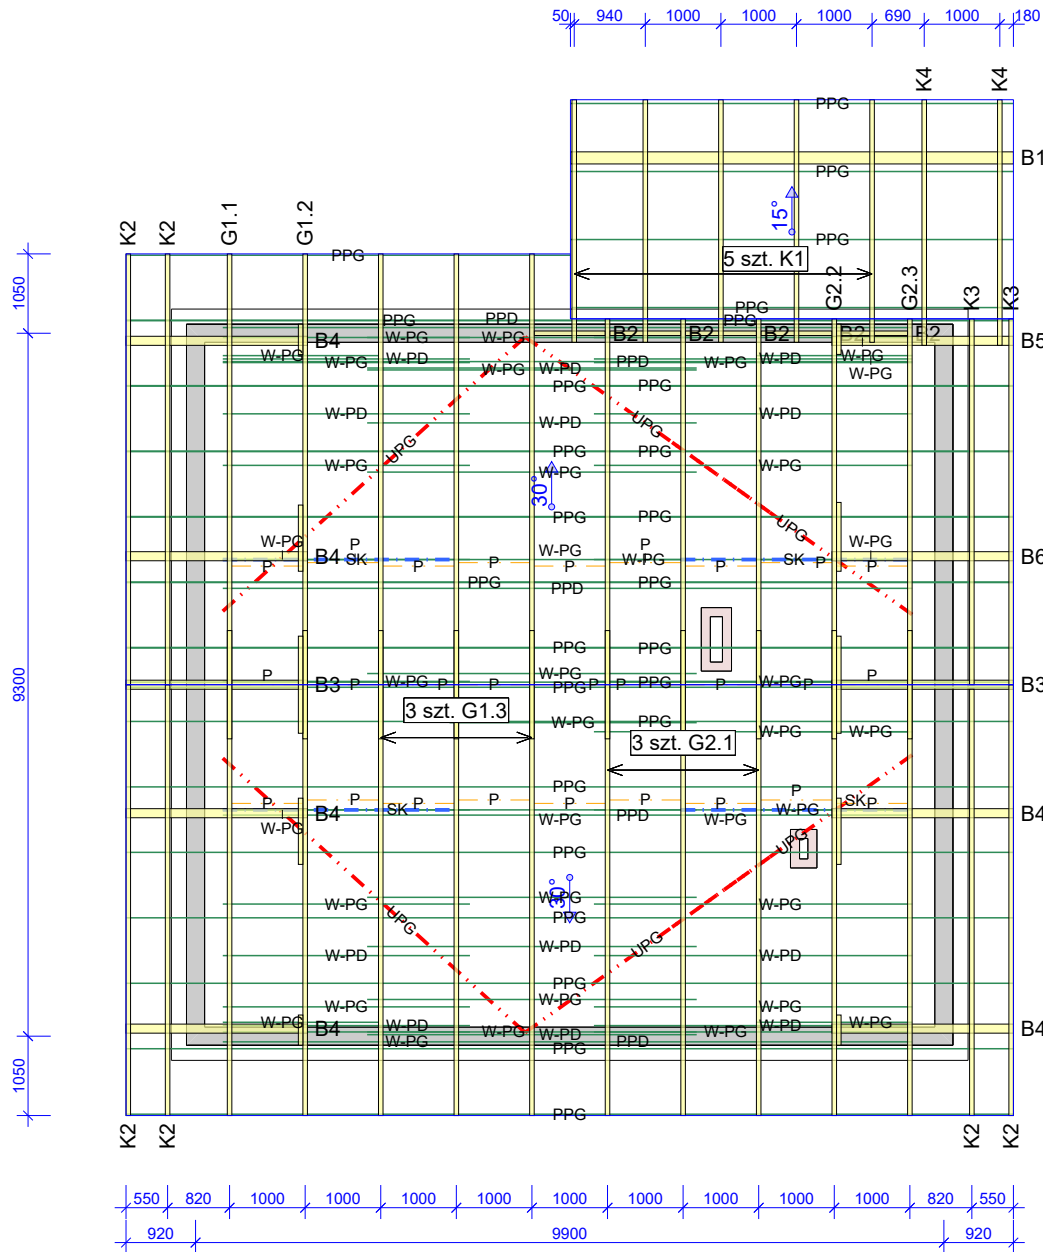 50 940 1000 1000 1000 690 1000 180
K4 K4
PPG
B1
PPG
15°
K2 K2 G1.1 G1.2
PPG
PPG
5 szt. K1
G2.2 G2.3 K3 K3
1050
PPG
PPG PPD PPG
B4 W-PG W-PG B2 B2 B2 B2 B2 B5
W-PG W-PG W-PD W-PG W-PD PPD W-PG W-PD W-PG W-PG
PPG PPG
W-PD W-PD W-PD
UPG UPG
PPG PPG
W-PG W-PG W-PG
30°
PPG PPG
UPG
W-PG P W-PG P W-PG
B4 SK W-PG SK B6
P P P P P P P
PPG PPD PPG
PPG PPG
P W-PG P
B3 P W-PG P P PPG P P PPG P W-PG P B3
9300
3 szt. G1.3
W-PG PPG
3 szt. G2.1 W-PG W-PG
PPG PPG
P P P P P P P P SK P
B4 SK W-PG PPD W-PG W-PG B4
W-PG
PPG
UPG
30°
W-PG W-PG W-PG W-PG
UPG PPG UPG
W-PD W-PD W-PD
PPG
W-PG W-PG W-PG
W-PG B4 W-PD W-PG W-PD W-PG W-PD W-PG B4
W-PG PPD
PPG
1050
PPG
K2 K2 K2 K2
550 820 1000 1000 1000 1000 1000 1000 1000 1000 1000 820 550
920 9900 920